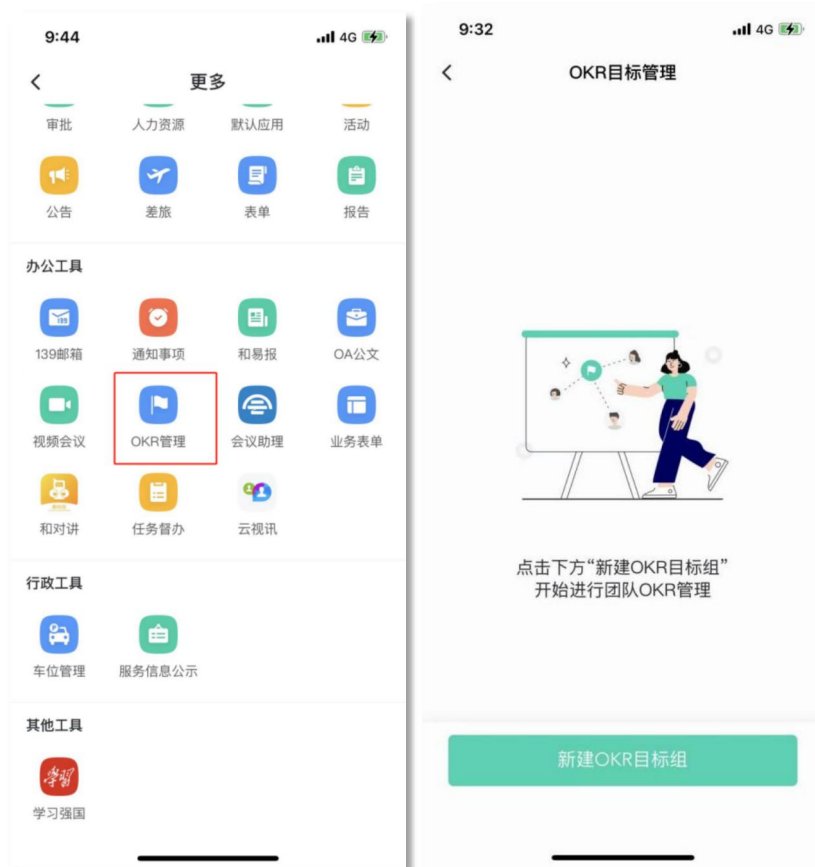 9:44
4G
更多
审批
人力资源
默认应用
活动
公告
差旅
表单
报告
办公工具
139邮箱
通知事项
和易报
OA公文
视频会议
OKR管理
会议助理
业务表单
和对讲
任务督办
云视讯
行政工具
车位管理
服务信息公示
其他工具
学习
学习强国
9:32
4G
OKR目标管理
点击下方“新建OKR目标组”
开始进行团队OKR管理
新建OKR目标组